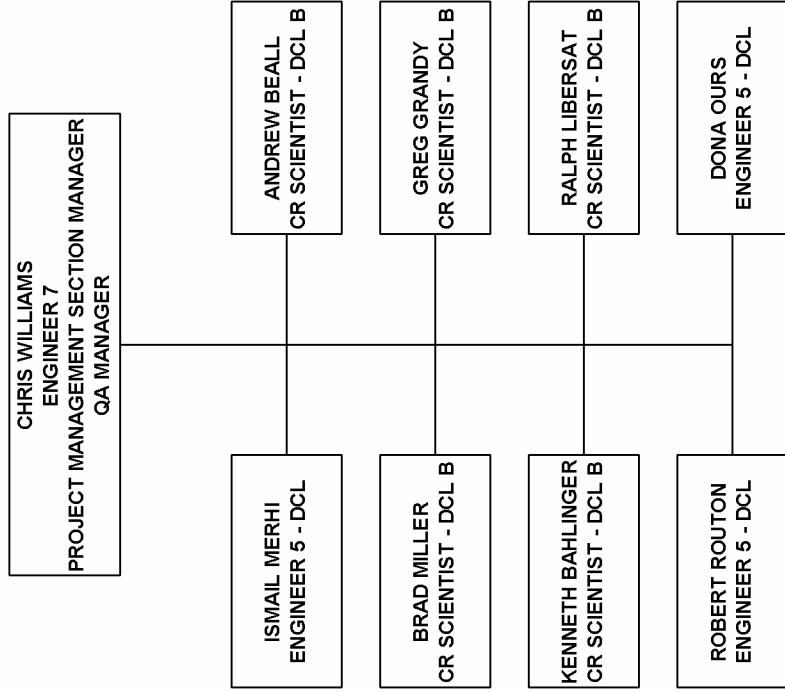 CHRIS WILLIAMS
ENGINEER 7
PROJECT MANAGEMENT SECTION MANAGER
QA MANAGER
ISMAIL MERHI
ENGINEER 5 - DCL
ANDREW BEALL
CR SCIENTIST - DCL B
BRAD MILLER
CR SCIENTIST - DCL B
GREG GRANDY
CR SCIENTIST - DCL B
KENNETH BAHLINGER
CR SCIENTIST - DCL B
RALPH LIBERSAT
CR SCIENTIST - DCL B
ROBERT ROUTON
ENGINEER 5 - DCL
DONA OURS
ENGINEER 5 - DCL